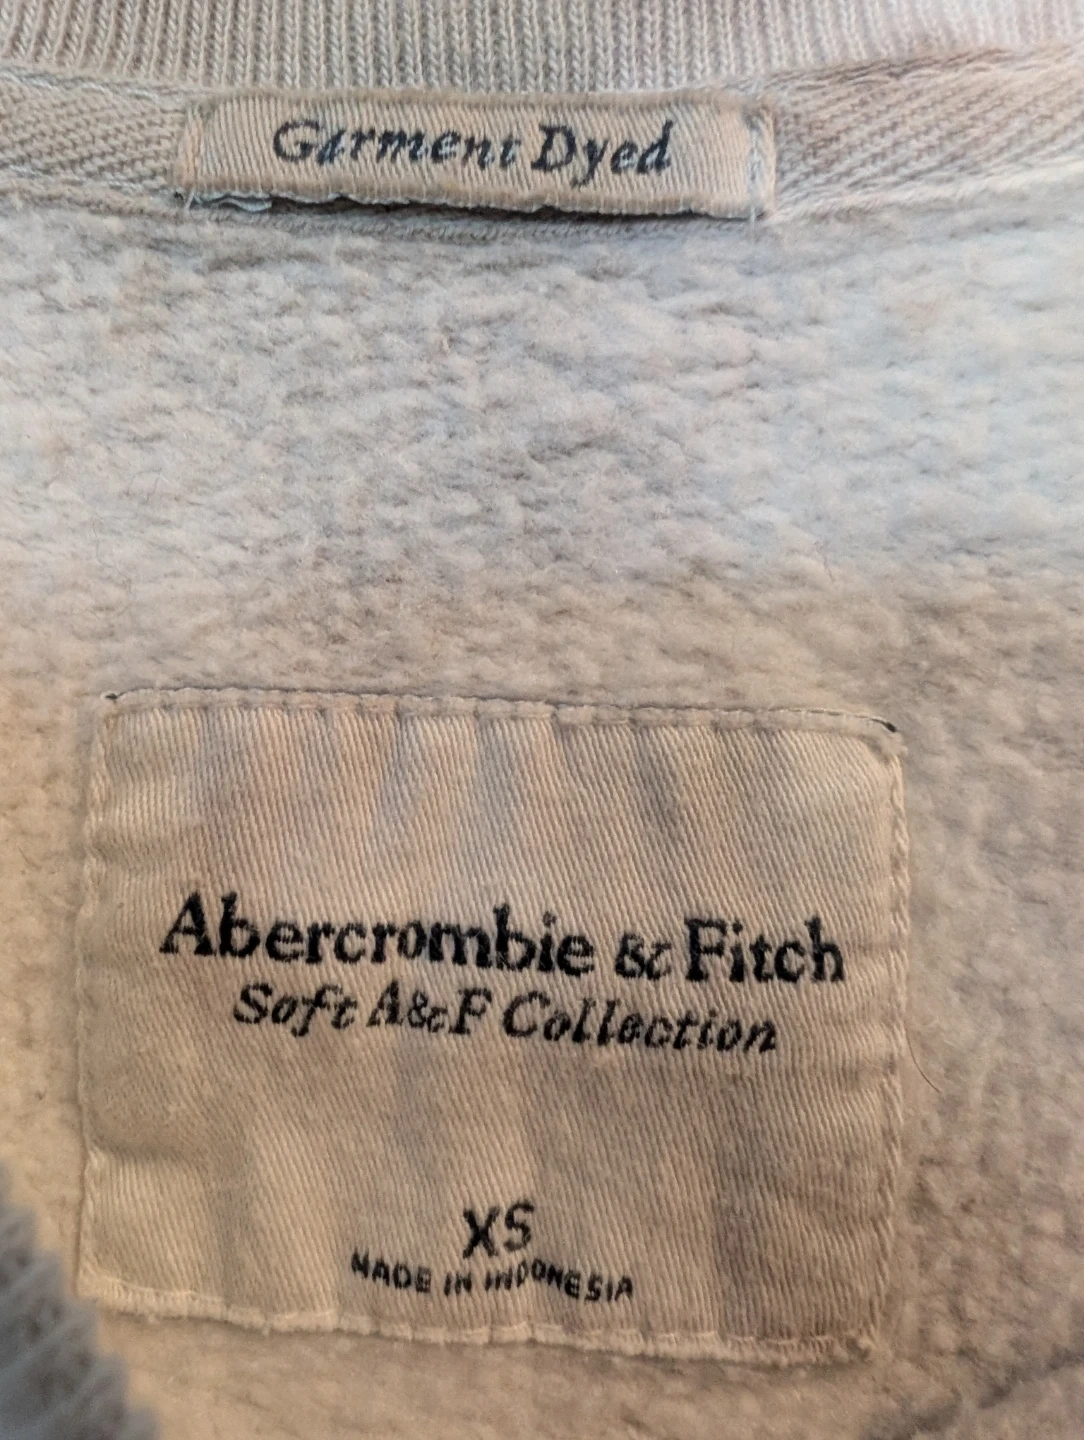 Garment Dyed
Abercrombie & Fitch
Soft A&F Collection
XS
MADE IN INDONESIA